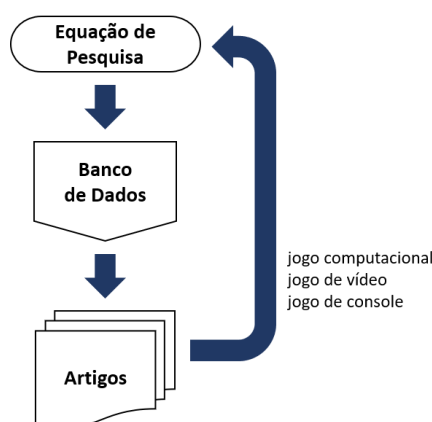 Equação de
Pesquisa
Banco
de Dados
jogo computacional
jogo de vídeo
jogo de console
Artigos